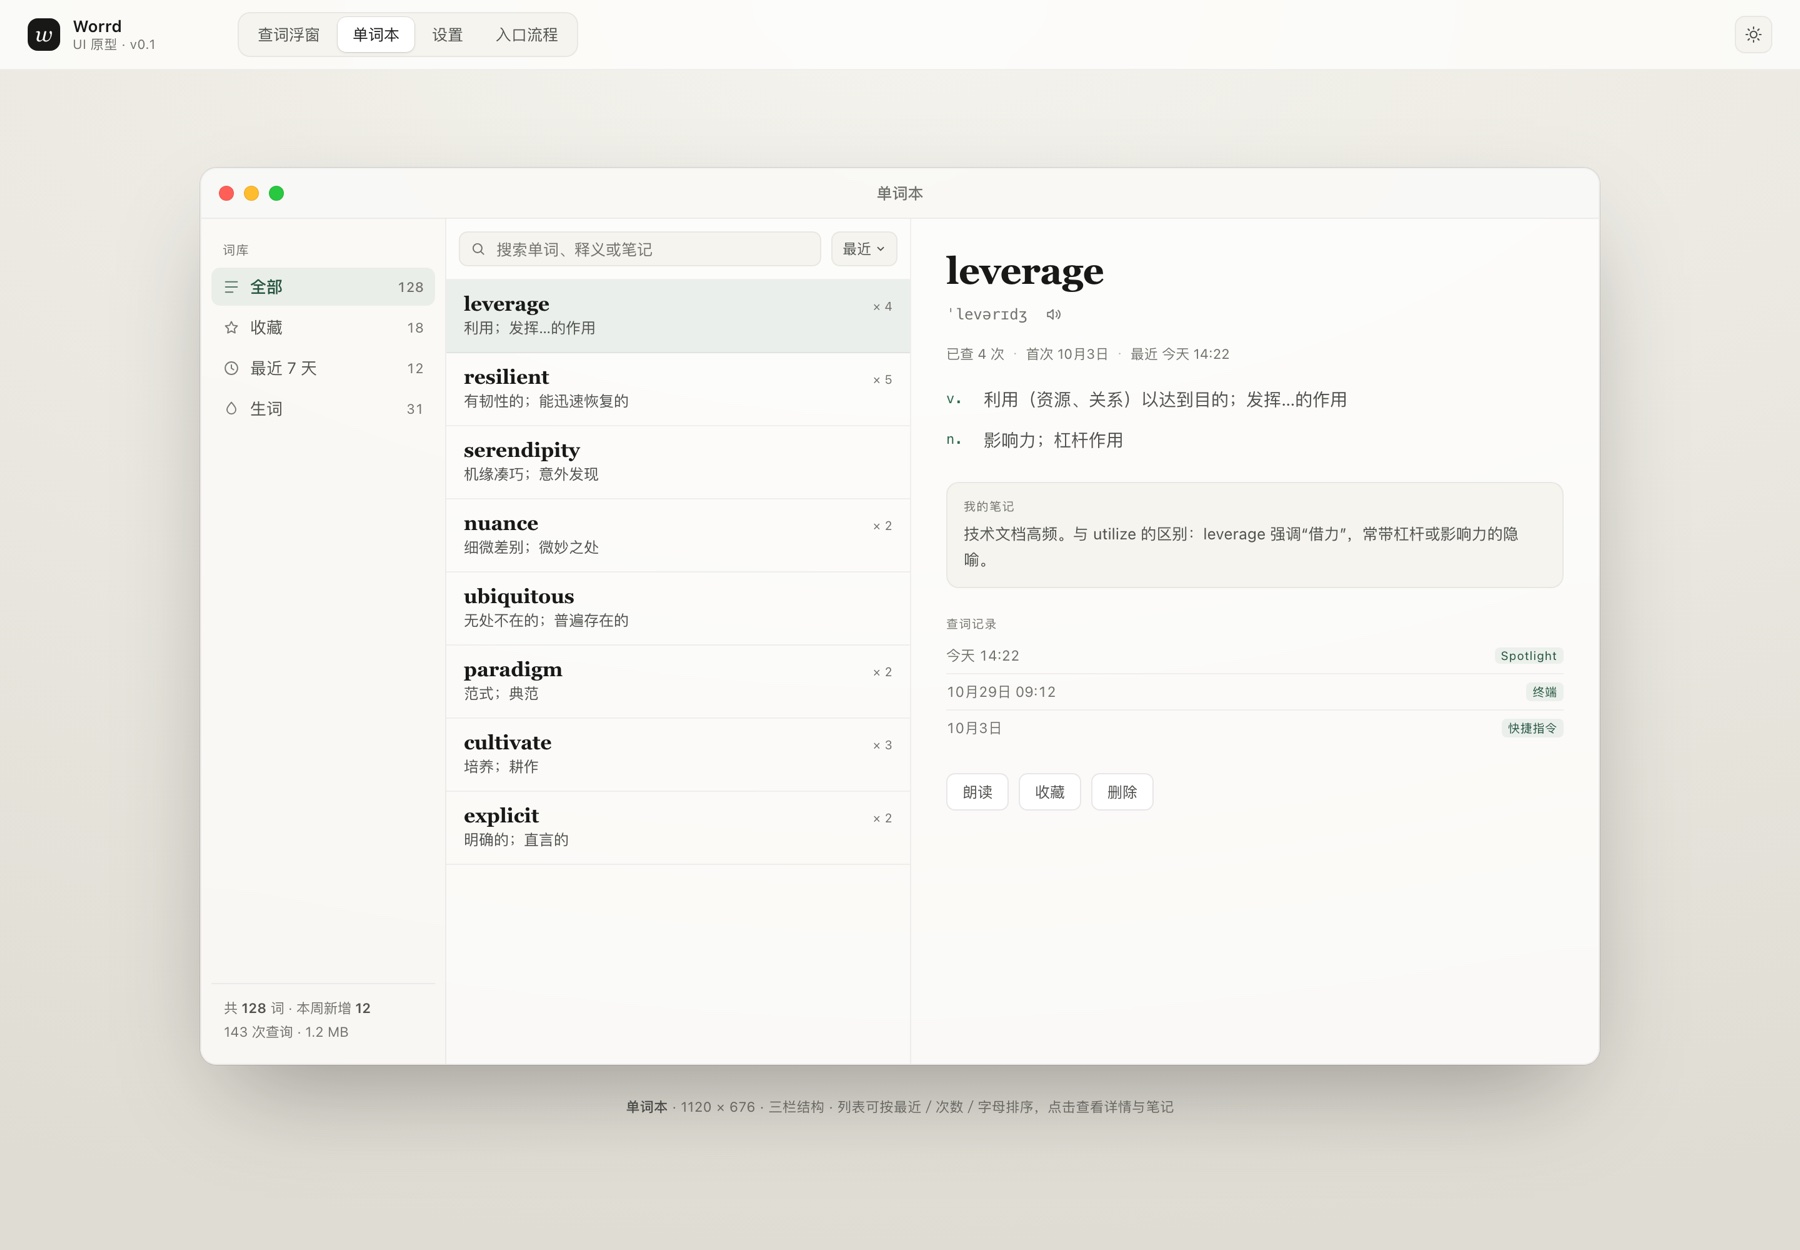 w
Worrd
UI 原型 · v0.1
查词浮窗
单词本
设置
入口流程
单词本
词库
全部 128
收藏 18
最近 7 天 12
生词 31
共 128 词 · 本周新增 12
143 次查询 · 1.2 MB
搜索单词、释义或笔记
最近
leverage × 4
利用；发挥...的作用
resilient × 5
有韧性的；能迅速恢复的
serendipity
机缘凑巧；意外发现
nuance × 2
细微差别；微妙之处
ubiquitous
无处不在的；普遍存在的
paradigm × 2
范式；典范
cultivate × 3
培养；耕作
explicit × 2
明确的；直言的
leverage
ˈlevərɪdʒ
已查 4 次 · 首次 10月3日 · 最近 今天 14:22
v. 利用（资源、关系）以达到目的；发挥...的作用
n. 影响力；杠杆作用
我的笔记
技术文档高频。与 utilize 的区别：leverage 强调“借力”，常带杠杆或影响力的隐
喻。
查词记录
今天 14:22 Spotlight
10月29日 09:12 终端
10月3日 快捷指令
朗读
收藏
删除
单词本 · 1120 × 676 · 三栏结构 · 列表可按最近 / 次数 / 字母排序，点击查看详情与笔记